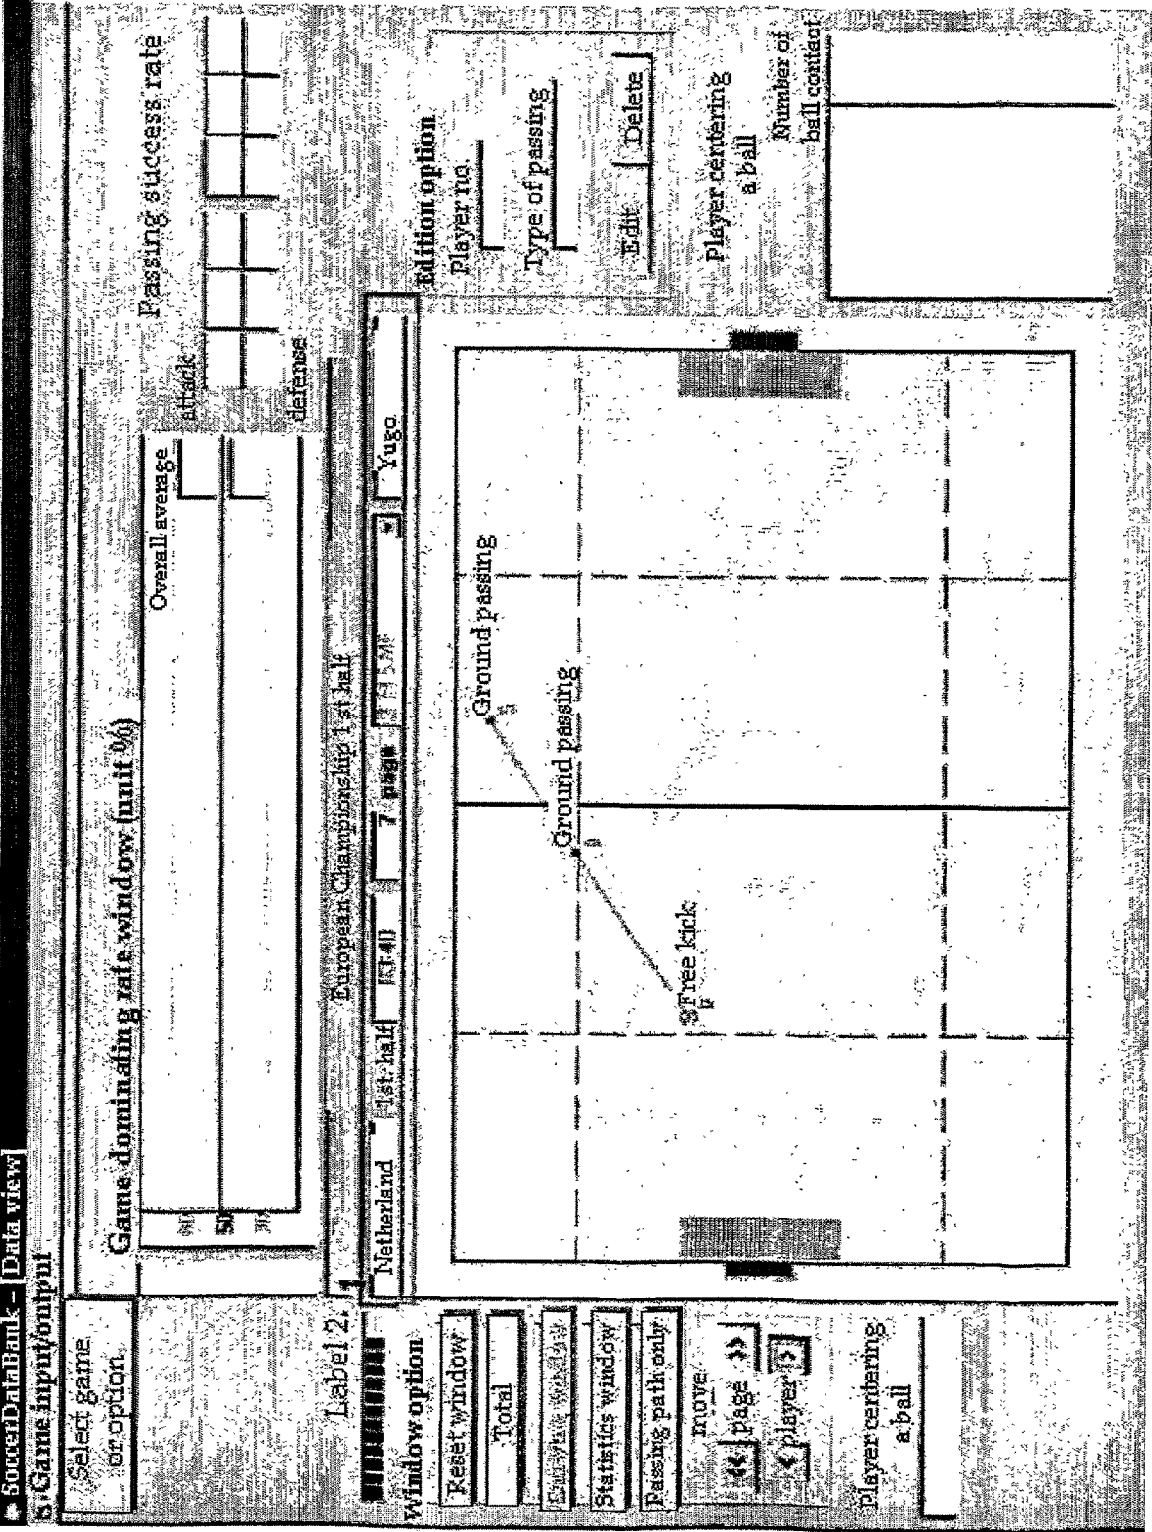 SoccerDataBank - [Data view]
Game input/output
Select game
or option
Game dominating rate window (unit %)
Overall average
50
attack
defense
Passing success rate
Label 2:
European Championship 1st half
Netherland
1st half
7 page
Yugo
Window option
Reset window
Total
Statistics window
Passing path only
move
<< page >>
< player >
Player centering
a ball
Ground passing
Ground passing
Free kick
Edition option
Player no.
Type of passing
Edit
Delete
Player centering
a ball
Number of
ball contact